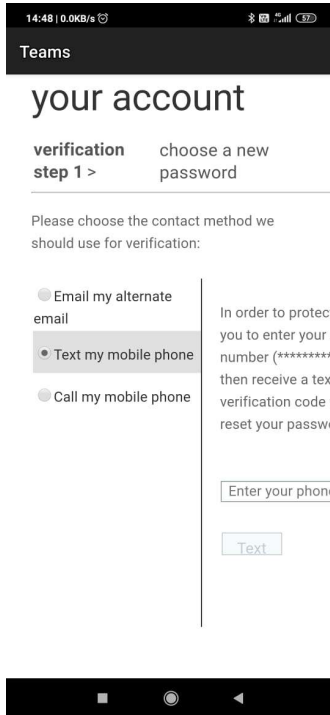 14:48 | 0.0KB/s
4G 57
Teams
your account
verification
step 1 >
choose a new
password
Please choose the contact method we
should use for verification:
Email my alternate
email
Text my mobile phone
Call my mobile phone
In order to protec
you to enter your
number (*********
then receive a tex
verification code
reset your passw
Enter your phon
Text